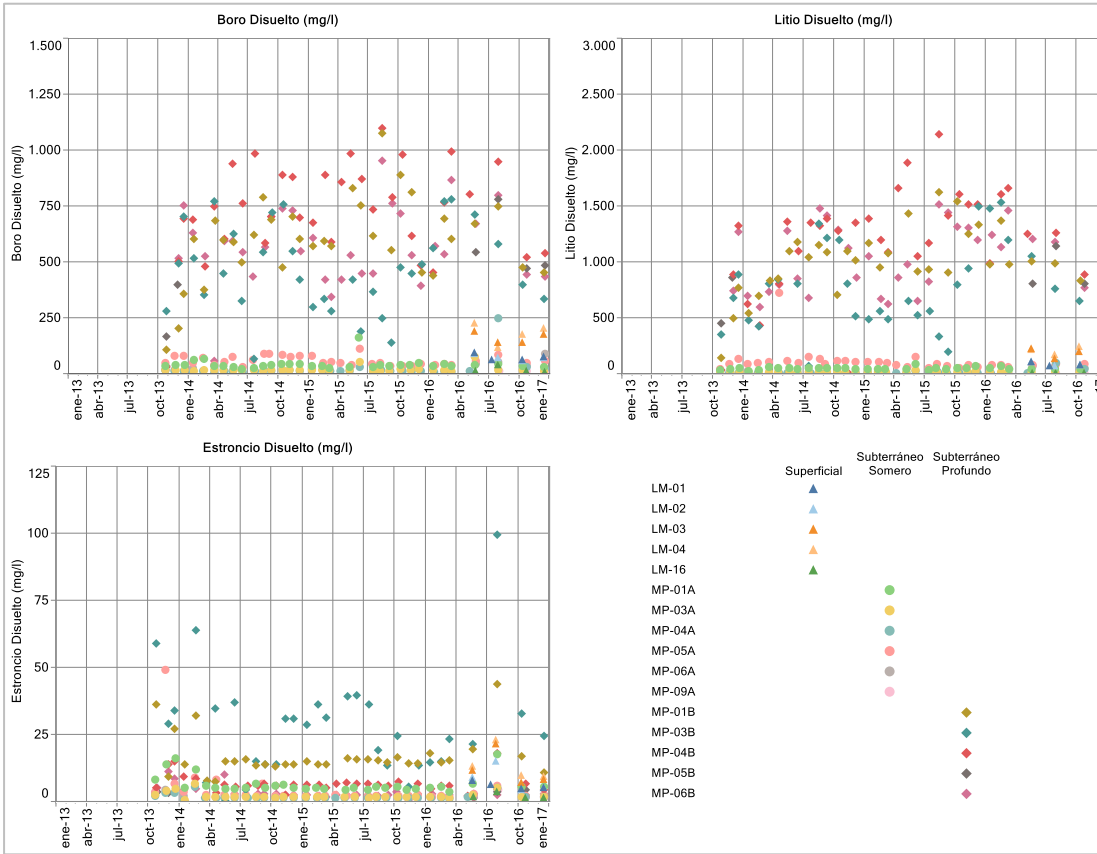 Boro Disuelto (mg/l)
Boro Disuelto (mg/l)
1.500
1.250
1.000
750
500
250
0
ene-13
abr-13
jul-13
oct-13
ene-14
abr-14
jul-14
oct-14
ene-15
abr-15
jul-15
oct-15
ene-16
abr-16
jul-16
oct-16
ene-17
Litio Disuelto (mg/l)
Litio Disuelto (mg/l)
3.000
2.500
2.000
1.500
1.000
500
0
ene-13
abr-13
jul-13
oct-13
ene-14
abr-14
jul-14
oct-14
ene-15
abr-15
jul-15
oct-15
ene-16
abr-16
jul-16
oct-16
Estroncio Disuelto (mg/l)
Estroncio Disuelto (mg/l)
125
100
75
50
25
0
ene-13
abr-13
jul-13
oct-13
ene-14
abr-14
jul-14
oct-14
ene-15
abr-15
jul-15
oct-15
ene-16
abr-16
jul-16
oct-16
ene-17
Superficial
Subterráneo
Somero
Subterráneo
Profundo
LM-01
LM-02
LM-03
LM-04
LM-16
MP-01A
MP-03A
MP-04A
MP-05A
MP-06A
MP-09A
MP-01B
MP-03B
MP-04B
MP-05B
MP-06B